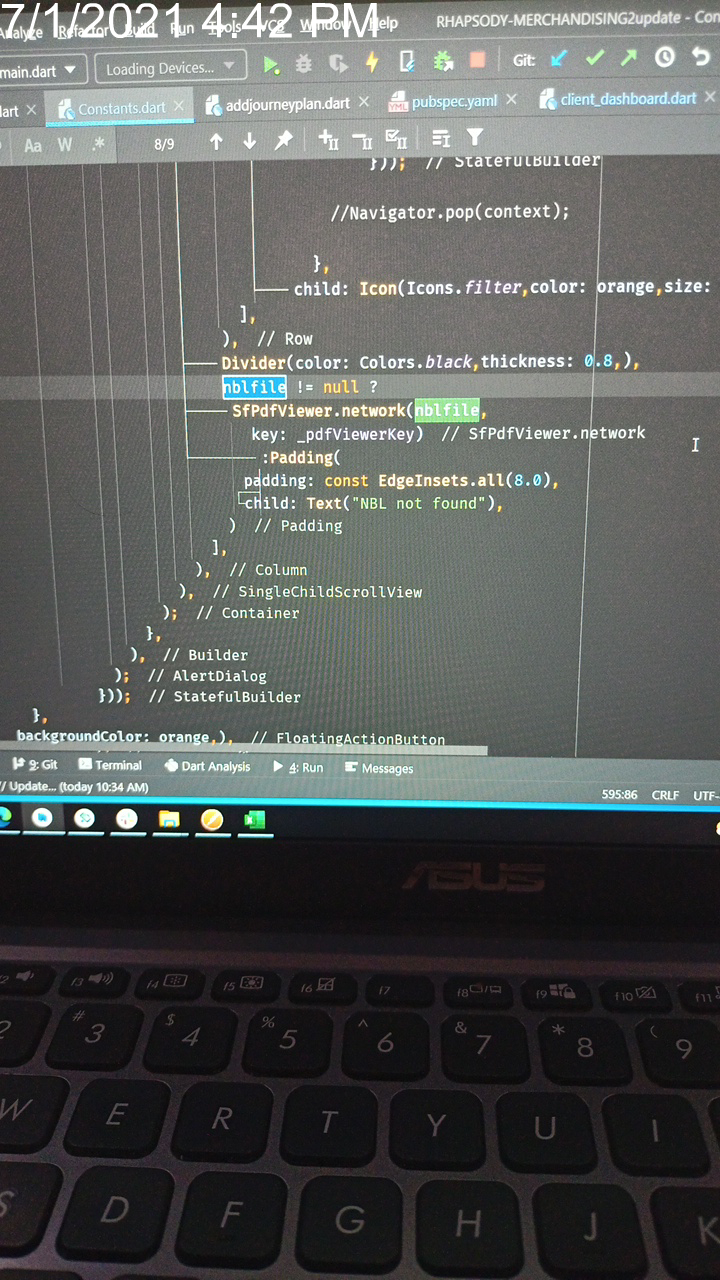 7/1/2021 4:42 PM
Analyze Refactor Build Run Tools VCS Window Help RHAPSODY-MERCHANDISING2update - Con
main.dart Loading Devices... Git:
dart Constants.dart addjourneyplan.dart pubspec.yaml client_dashboard.dart
Aa W .* 8/9
})); // StatefulBuilder
//Navigator.pop(context);
},
child: Icon(Icons.filter,color: orange,size:
],
), // Row
Divider(color: Colors.black,thickness: 0.8,),
nblfile != null ?
SfPdfViewer.network(nblfile,
key: _pdfViewerKey) // SfPdfViewer.network
:Padding(
padding: const EdgeInsets.all(8.0),
child: Text("NBL not found"),
) // Padding
],
), // Column
), // SingleChildScrollView
); // Container
},
), // Builder
); // AlertDialog
})); // StatefulBuilder
},
backgroundColor: orange,), // FloatingActionButton
9: Git Terminal Dart Analysis 4: Run Messages
// Update... (today 10:34 AM) 595:86 CRLF UTF-
ASUS
f3 f4 f5 f6 f7 f8 f9 f10 f11
# 3 $ 4 % 5 ^ 6 & 7 * 8 ( 9
W E R T Y U I
S D F G H J K